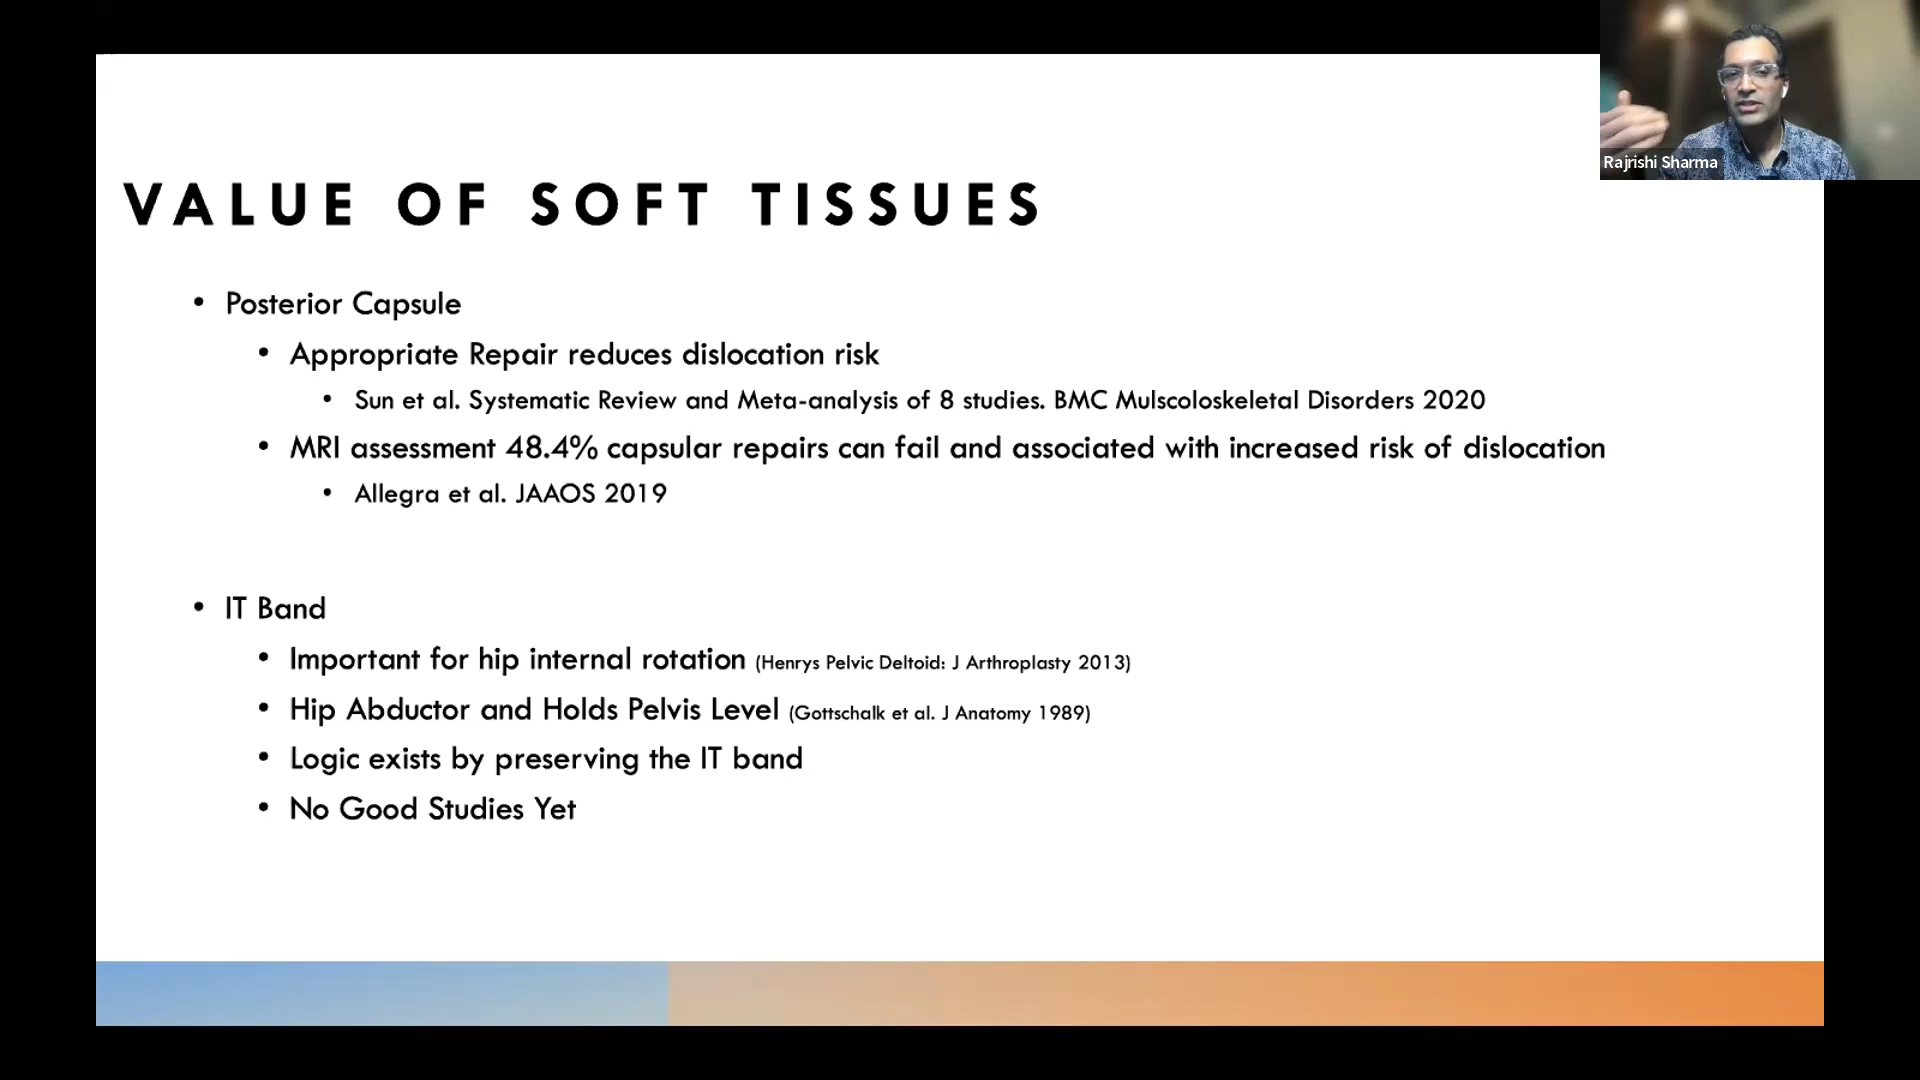 Rajrishi Sharma
VALUE OF SOFT TISSUES
• Posterior Capsule
• Appropriate Repair reduces dislocation risk
• Sun et al. Systematic Review and Meta-analysis of 8 studies. BMC Mulscoloskeletal Disorders 2020
• MRI assessment 48.4% capsular repairs can fail and associated with increased risk of dislocation
• Allegra et al. JAAOS 2019
• IT Band
• Important for hip internal rotation (Henrys Pelvic Deltoid: J Arthroplasty 2013)
• Hip Abductor and Holds Pelvis Level (Gottschalk et al. J Anatomy 1989)
• Logic exists by preserving the IT band
• No Good Studies Yet